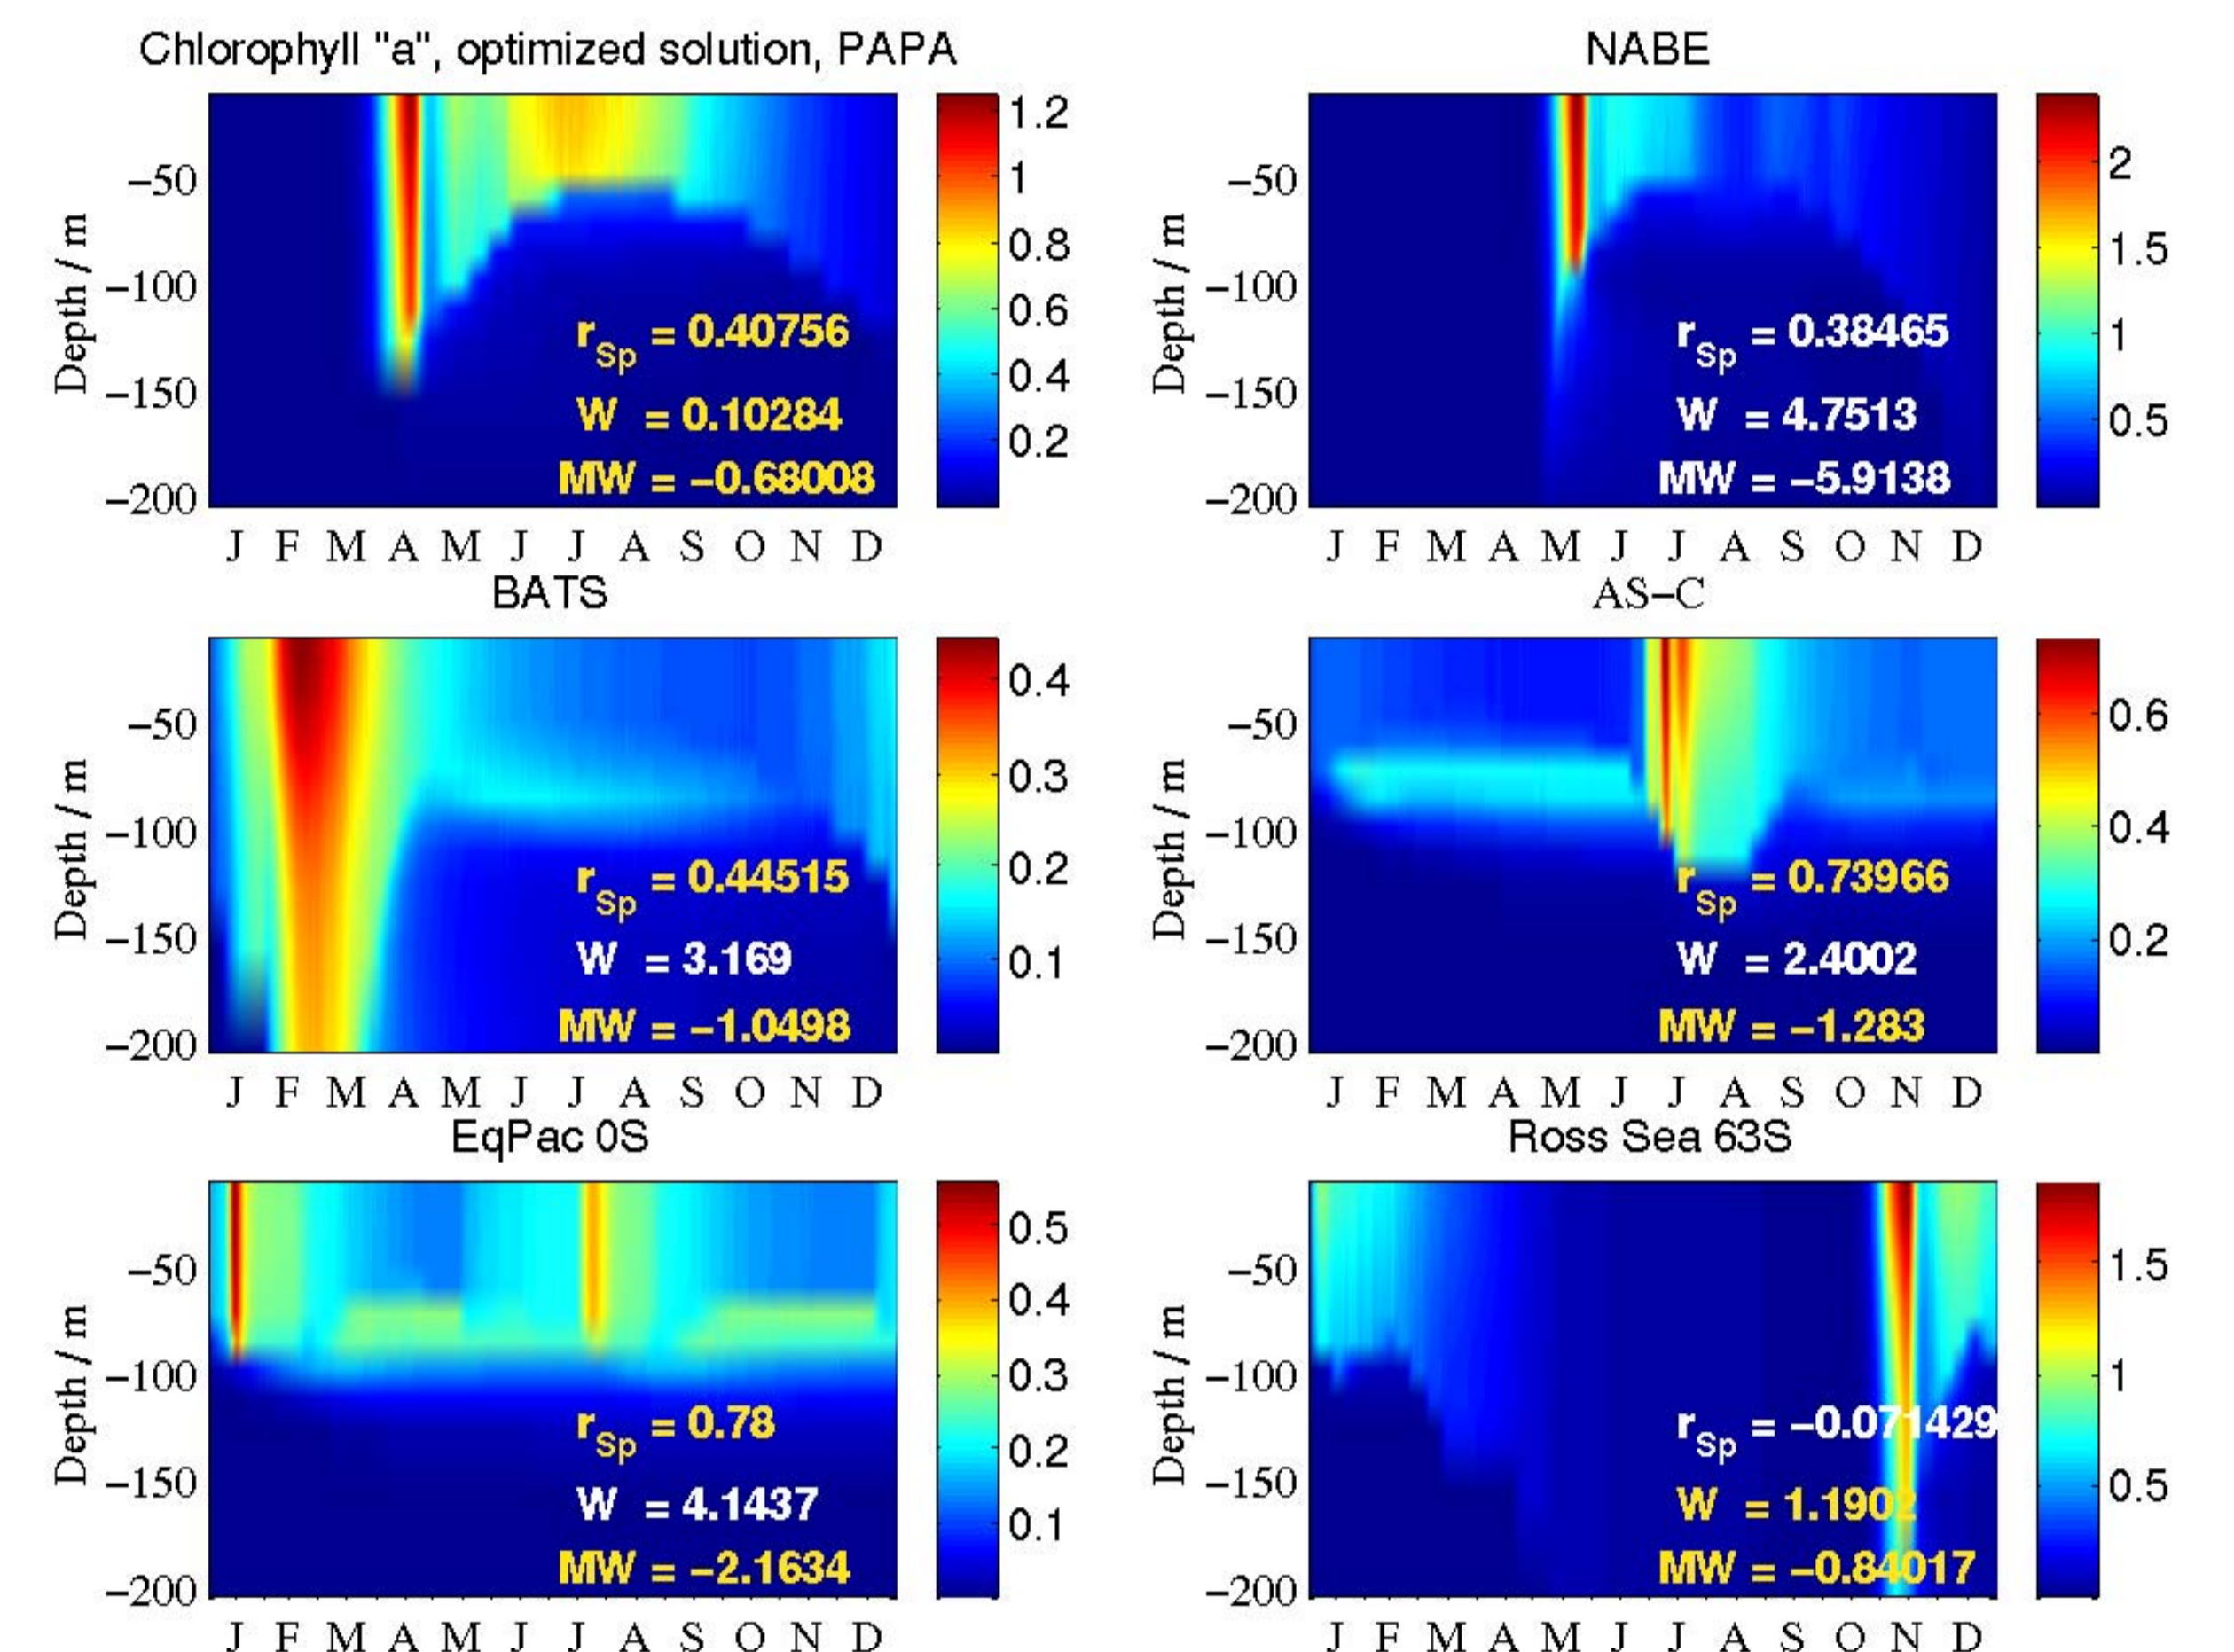 Chlorophyll "a", optimized solution, PAPA
Depth / m
−50
−100
−150
−200
r_Sp = 0.40756
W = 0.10284
MW = −0.68008
J F M A M J J A S O N D
1.2
1
0.8
0.6
0.4
0.2
NABE
Depth / m
−50
−100
−150
−200
r_Sp = 0.38465
W = 4.7513
MW = −5.9138
J F M A M J J A S O N D
2
1.5
1
0.5
BATS
Depth / m
−50
−100
−150
−200
r_Sp = 0.44515
W = 3.169
MW = −1.0498
J F M A M J J A S O N D
0.4
0.3
0.2
0.1
AS−C
Depth / m
−50
−100
−150
−200
r_Sp = 0.73966
W = 2.4002
MW = −1.283
J F M A M J J A S O N D
0.6
0.4
0.2
EqPac 0S
Depth / m
−50
−100
−150
−200
r_Sp = 0.78
W = 4.1437
MW = −2.1634
J F M A M J J A S O N D
0.5
0.4
0.3
0.2
0.1
Ross Sea 63S
Depth / m
−50
−100
−150
−200
r_Sp = −0.071429
W = 1.1902
MW = −0.84017
J F M A M J J A S O N D
1.5
1
0.5